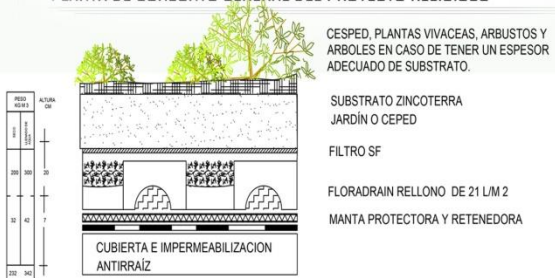 CESPED, PLANTAS VIVACEAS, ARBUSTOS Y
ARBOLES EN CASO DE TENER UN ESPESOR
ADECUADO DE SUBSTRATO.
PESO
KG M 3
ALTURA
CM
SUBSTRATO ZINCOTERRA
JARDÍN O CEPED
FILTRO SF
200 300 20
FLORADRAIN RELLONO DE 21 L/M 2
32 42 7
MANTA PROTECTORA Y RETENEDORA
CUBIERTA E IMPERMEABILIZACION
ANTIRRAÍZ
232 342